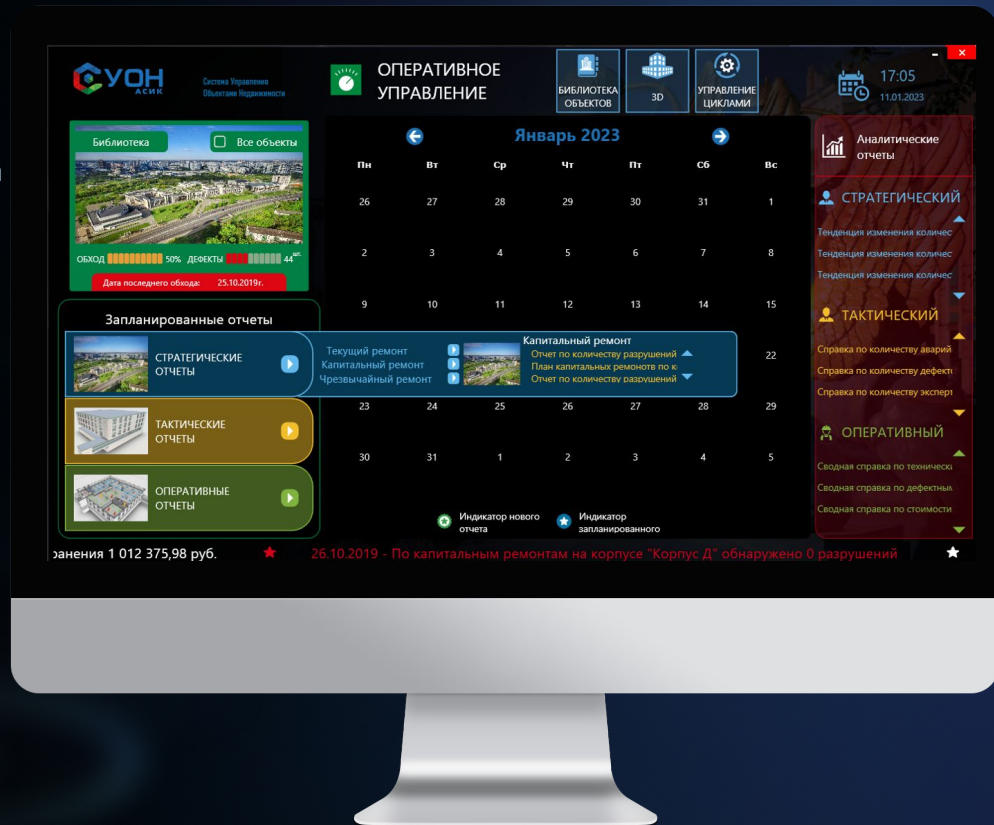 СУОН
АСИК
Система Управления
Объектами Недвижимости
ОПЕРАТИВНОЕ
УПРАВЛЕНИЕ
БИБЛИОТЕКА
ОБЪЕКТОВ
3D
УПРАВЛЕНИЕ
ЦИКЛАМИ
17:05
11.01.2023
Библиотека
Все объекты
ОБХОД 50% ДЕФЕКТЫ 44 шт.
Дата последнего обхода: 25.10.2019г.
Январь 2023
Пн Вт Ср Чт Пт Сб Вс
26 27 28 29 30 31 1
2 3 4 5 6 7 8
9 10 11 12 13 14 15
22
23 24 25 26 27 28 29
30 31 1 2 3 4 5
Индикатор нового
отчета
Индикатор
запланированного
Запланированные отчеты
СТРАТЕГИЧЕСКИЕ
ОТЧЕТЫ
Текущий ремонт
Капитальный ремонт
Чрезвычайный ремонт
Капитальный ремонт
Отчет по количеству разрушений
План капитальных ремонотв по к
Отчет по количеству разрушений
ТАКТИЧЕСКИЕ
ОТЧЕТЫ
ОПЕРАТИВНЫЕ
ОТЧЕТЫ
Аналитические
отчеты
СТРАТЕГИЧЕСКИЙ
Тенденция изменения количес
Тенденция изменения количес
Тенденция изменения количес
ТАКТИЧЕСКИЙ
Справка по количеству аварий
Справка по количеству дефект
Справка по количеству эксперт
ОПЕРАТИВНЫЙ
Сводная справка по техническ
Сводная справка по дефектны
Сводная справка по стоимости
ранения 1 012 375,98 руб.
26.10.2019 - По капитальным ремонтам на корпусе "Корпус Д" обнаружено 0 разрушений